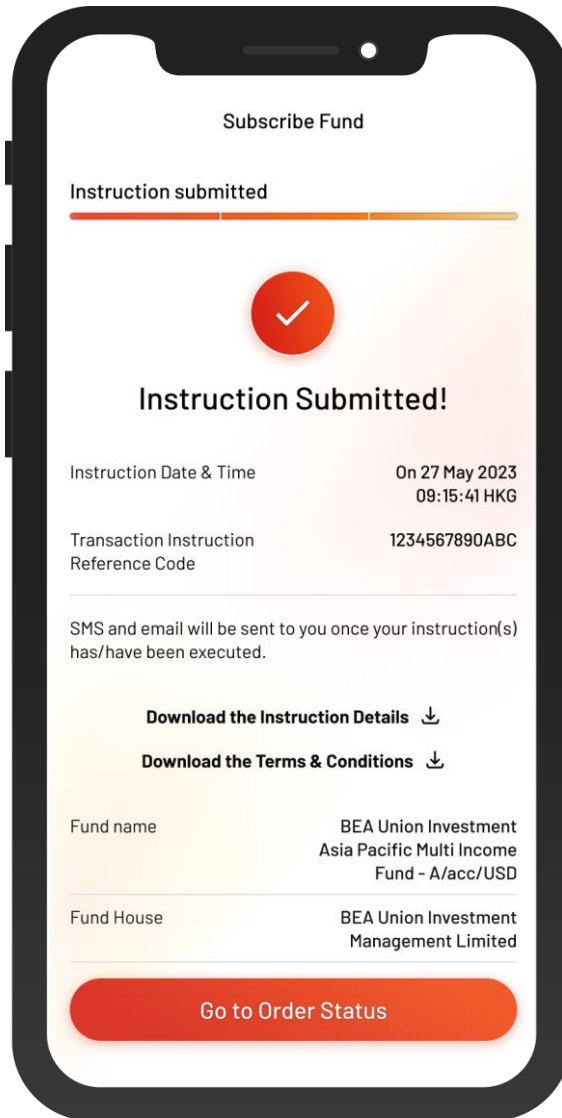 Subscribe Fund
Instruction submitted
Instruction Submitted!
Instruction Date & Time
On 27 May 2023
09:15:41 HKG
Transaction Instruction
Reference Code
1234567890ABC
SMS and email will be sent to you once your instruction(s)
has/have been executed.
Download the Instruction Details
Download the Terms & Conditions
Fund name
BEA Union Investment
Asia Pacific Multi Income
Fund - A/acc/USD
Fund House
BEA Union Investment
Management Limited
Go to Order Status